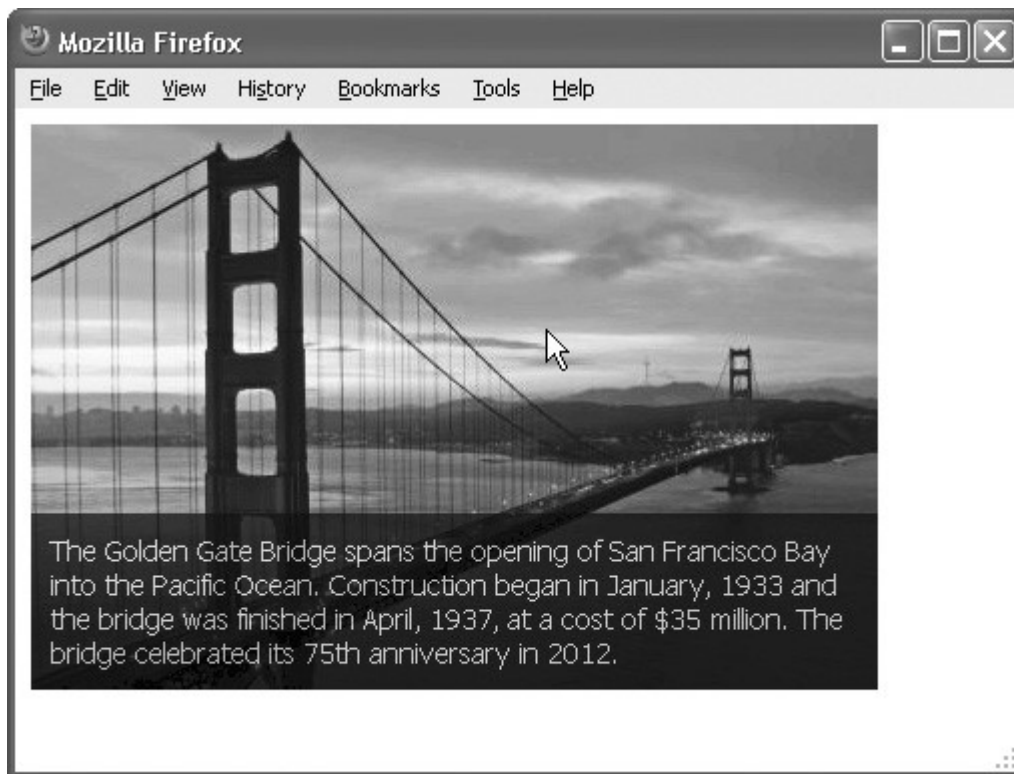 Mozilla Firefox
File Edit View History Bookmarks Tools Help
The Golden Gate Bridge spans the opening of San Francisco Bay
into the Pacific Ocean. Construction began in January, 1933 and
the bridge was finished in April, 1937, at a cost of $35 million. The
bridge celebrated its 75th anniversary in 2012.